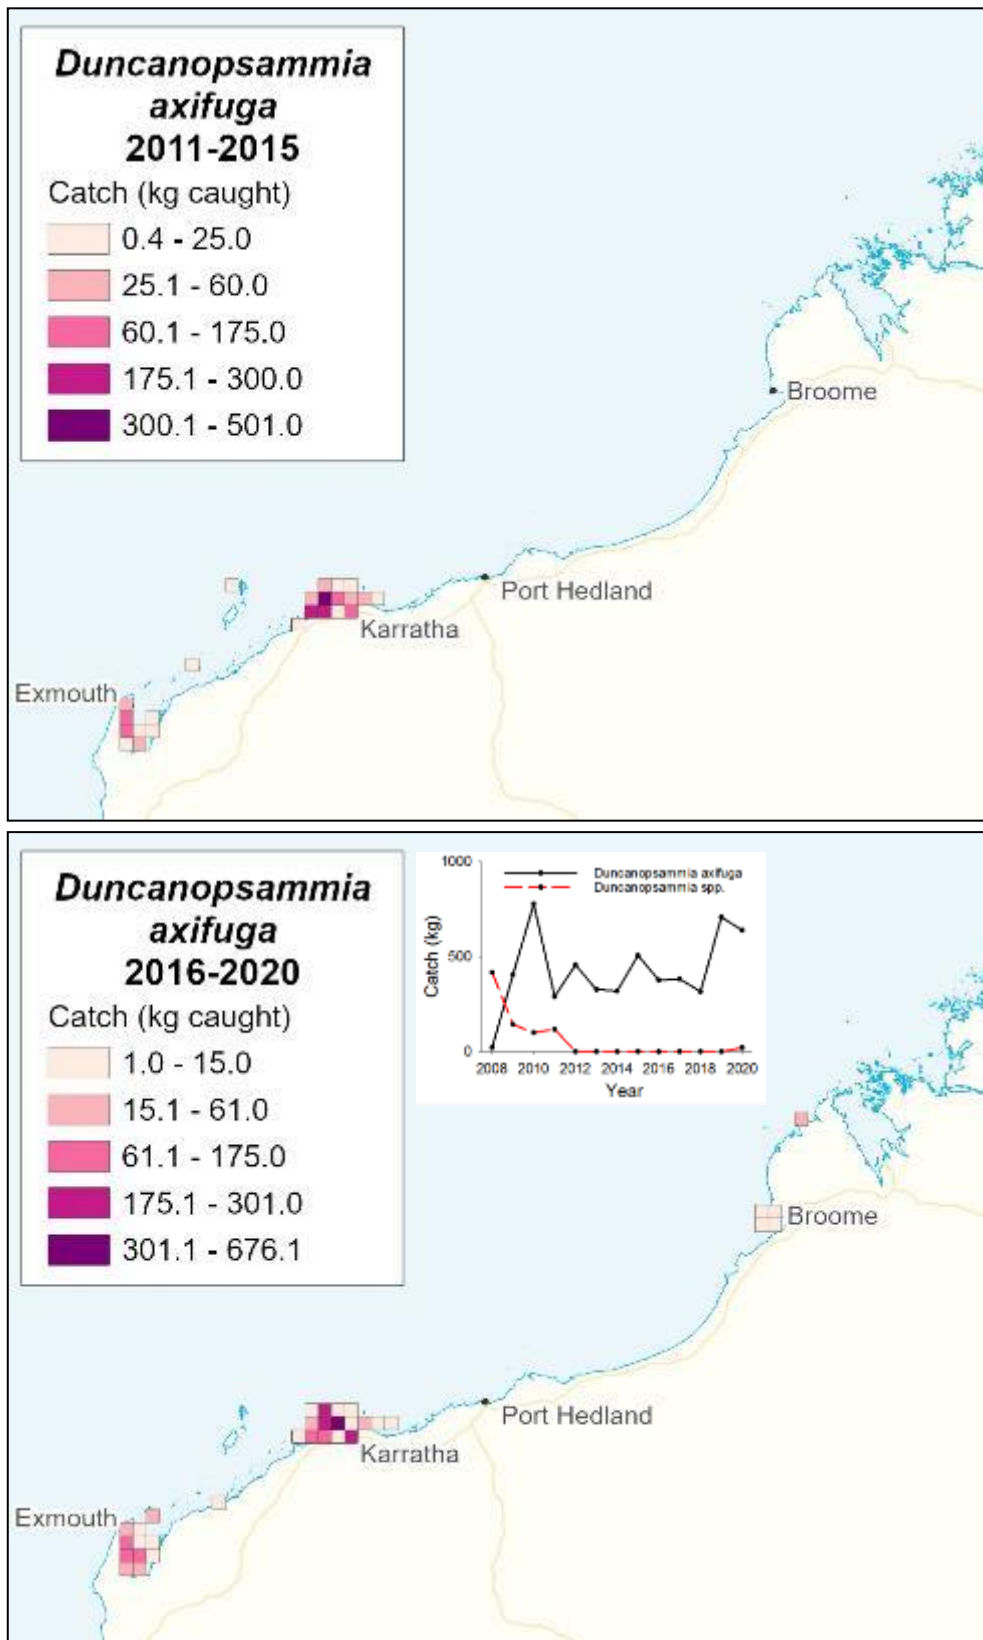 Duncanopsammia
axifuga
2011-2015
Catch (kg caught)
0.4 - 25.0
25.1 - 60.0
60.1 - 175.0
175.1 - 300.0
300.1 - 501.0
Broome
Port Hedland
Karratha
Exmouth
Duncanopsammia
axifuga
2016-2020
Catch (kg caught)
1.0 - 15.0
15.1 - 61.0
61.1 - 175.0
175.1 - 301.0
301.1 - 676.1
1000
500
0
Catch (kg)
Duncanopsammia axifuga
Duncanopsammia spp.
2008 2010 2012 2014 2016 2018 2020
Year
Broome
Port Hedland
Karratha
Exmouth